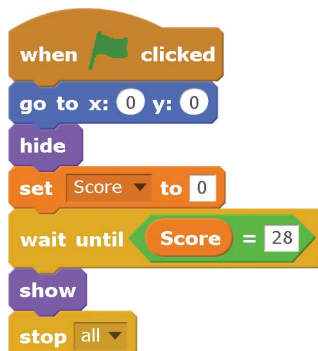 when clicked
go to x: 0 y: 0
hide
set Score to 0
wait until Score = 28
show
stop all